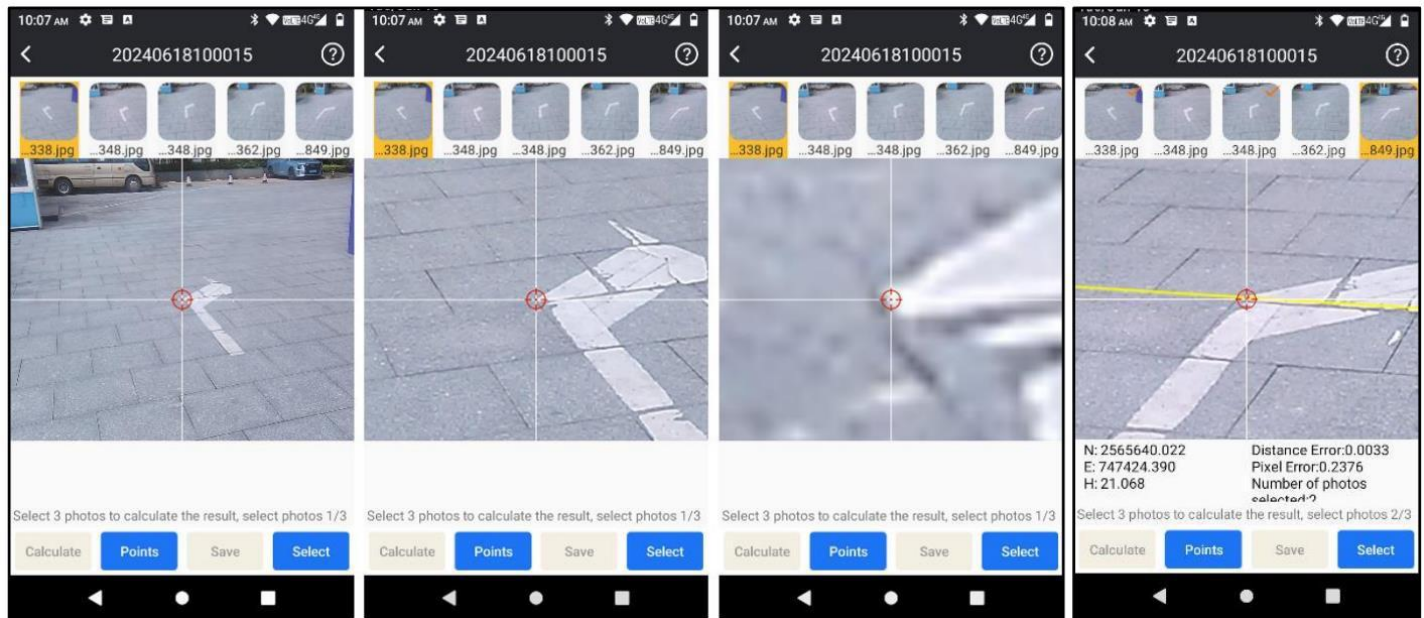 10:07 AM
4G
20240618100015
...338.jpg ...348.jpg ...348.jpg ...362.jpg ...849.jpg
Select 3 photos to calculate the result, select photos 1/3
Calculate Points Save Select
10:07 AM
4G
20240618100015
...338.jpg ...348.jpg ...348.jpg ...362.jpg ...849.jpg
Select 3 photos to calculate the result, select photos 1/3
Calculate Points Save Select
10:07 AM
4G
20240618100015
...338.jpg ...348.jpg ...348.jpg ...362.jpg ...849.jpg
Select 3 photos to calculate the result, select photos 1/3
Calculate Points Save Select
10:08 AM
4G
20240618100015
...338.jpg ...348.jpg ...348.jpg ...362.jpg ...849.jpg
N: 2565640.022
E: 747424.390
H: 21.068
Distance Error:0.0033
Pixel Error:0.2376
Number of photos
selected:2
Select 3 photos to calculate the result, select photos 2/3
Calculate Points Save Select